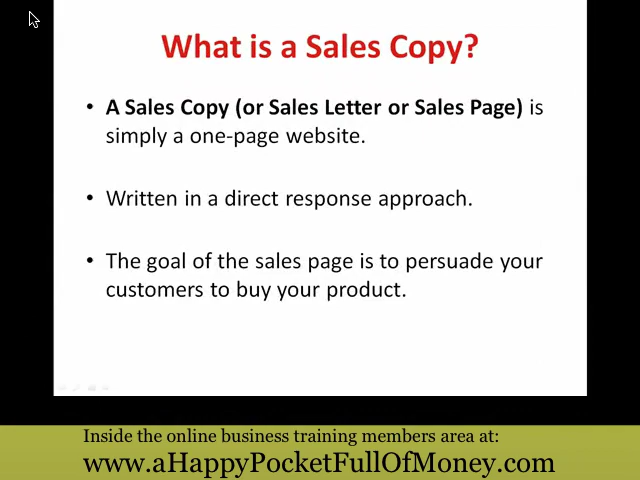 What is a Sales Copy?
• A Sales Copy (or Sales Letter or Sales Page) is
simply a one-page website.
• Written in a direct response approach.
• The goal of the sales page is to persuade your
customers to buy your product.
Inside the online business training members area at:
www.aHappyPocketFullOfMoney.com